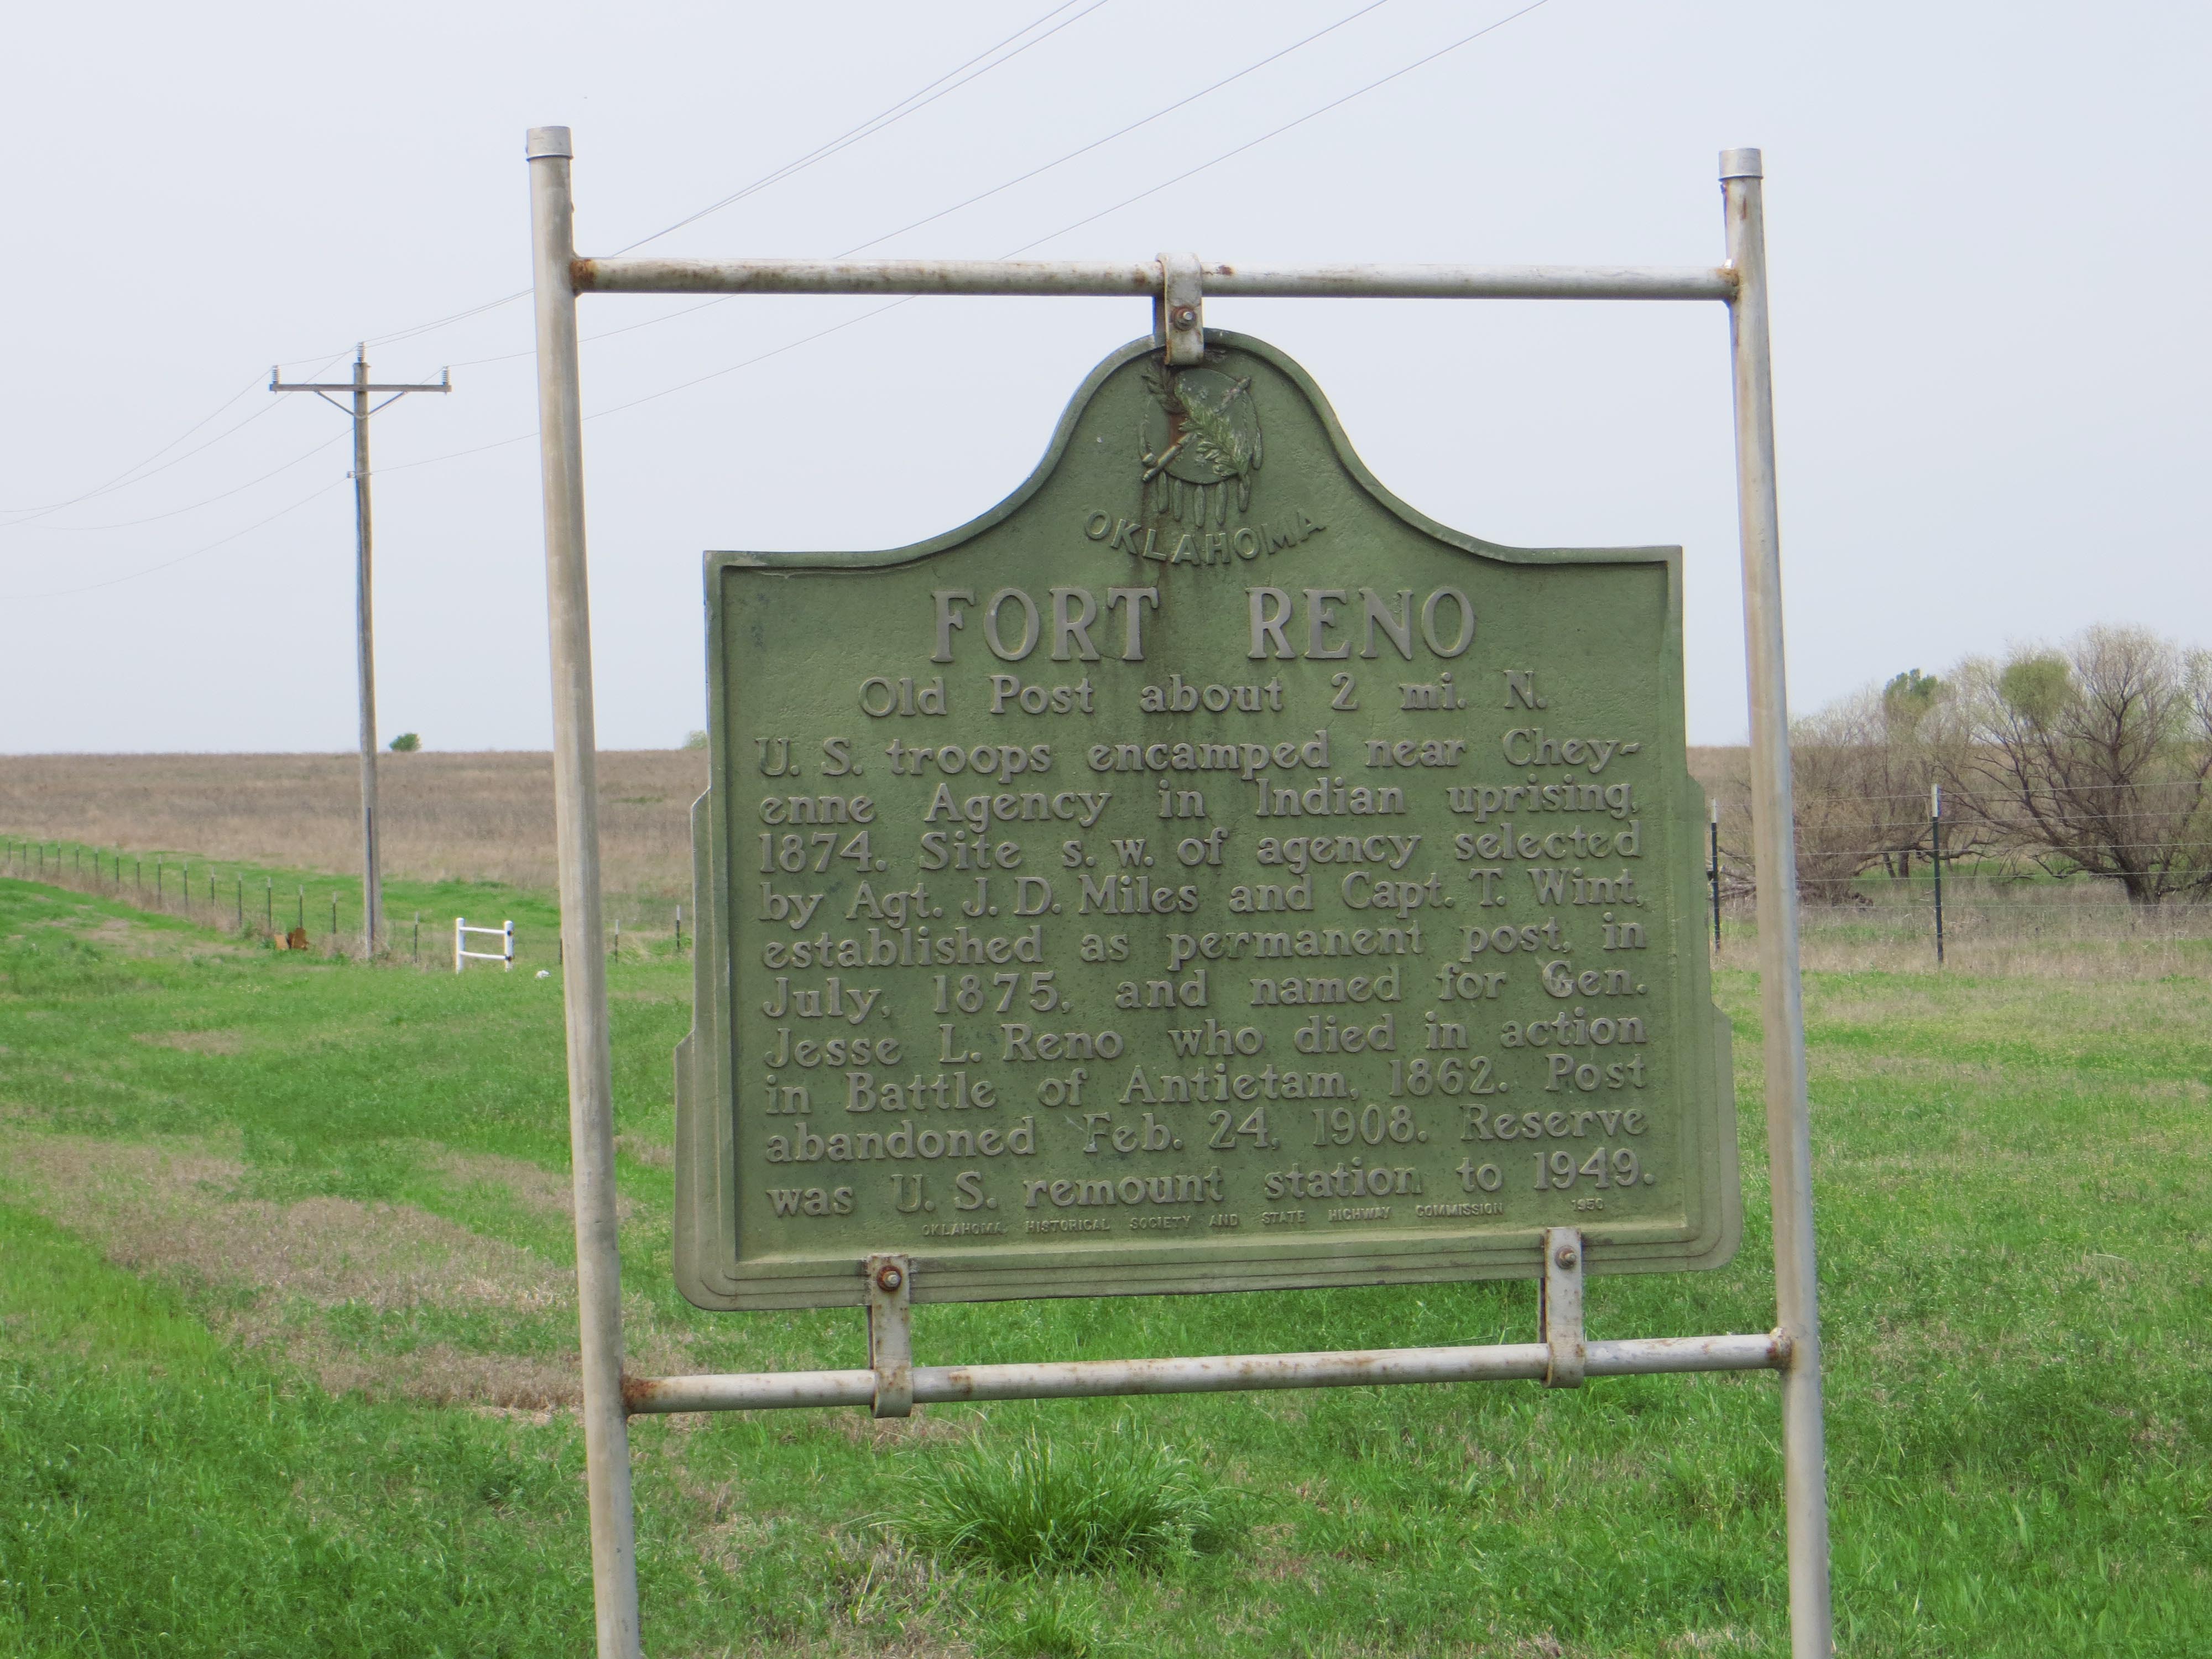 OKLAHOMA
FORT RENO
Old Post about 2 mi. N.
U. S. troops encamped near Chey-
enne Agency in Indian uprising,
1874. Site s. w. of agency selected
by Agt. J. D. Miles and Capt. T. Wint,
established as permanent post, in
July, 1875, and named for Gen.
Jesse L. Reno who died in action
in Battle of Antietam, 1862. Post
abandoned Feb. 24, 1908. Reserve
was U. S. remount station to 1949.
OKLAHOMA HISTORICAL SOCIETY AND STATE HIGHWAY COMMISSION 1950